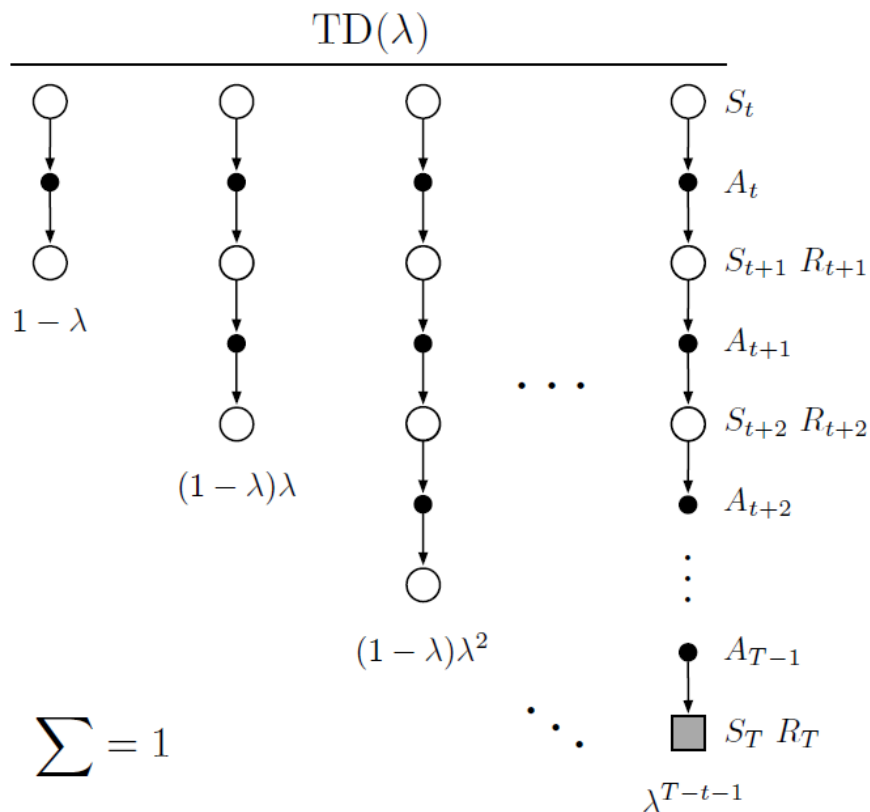 TD(λ)
S_t
A_t
S_{t+1} R_{t+1}
1 − λ
A_{t+1}
. . .
S_{t+2} R_{t+2}
(1 − λ)λ
A_{t+2}
(1 − λ)λ^2
A_{T−1}
∑ = 1
S_T R_T
λ^{T−t−1}